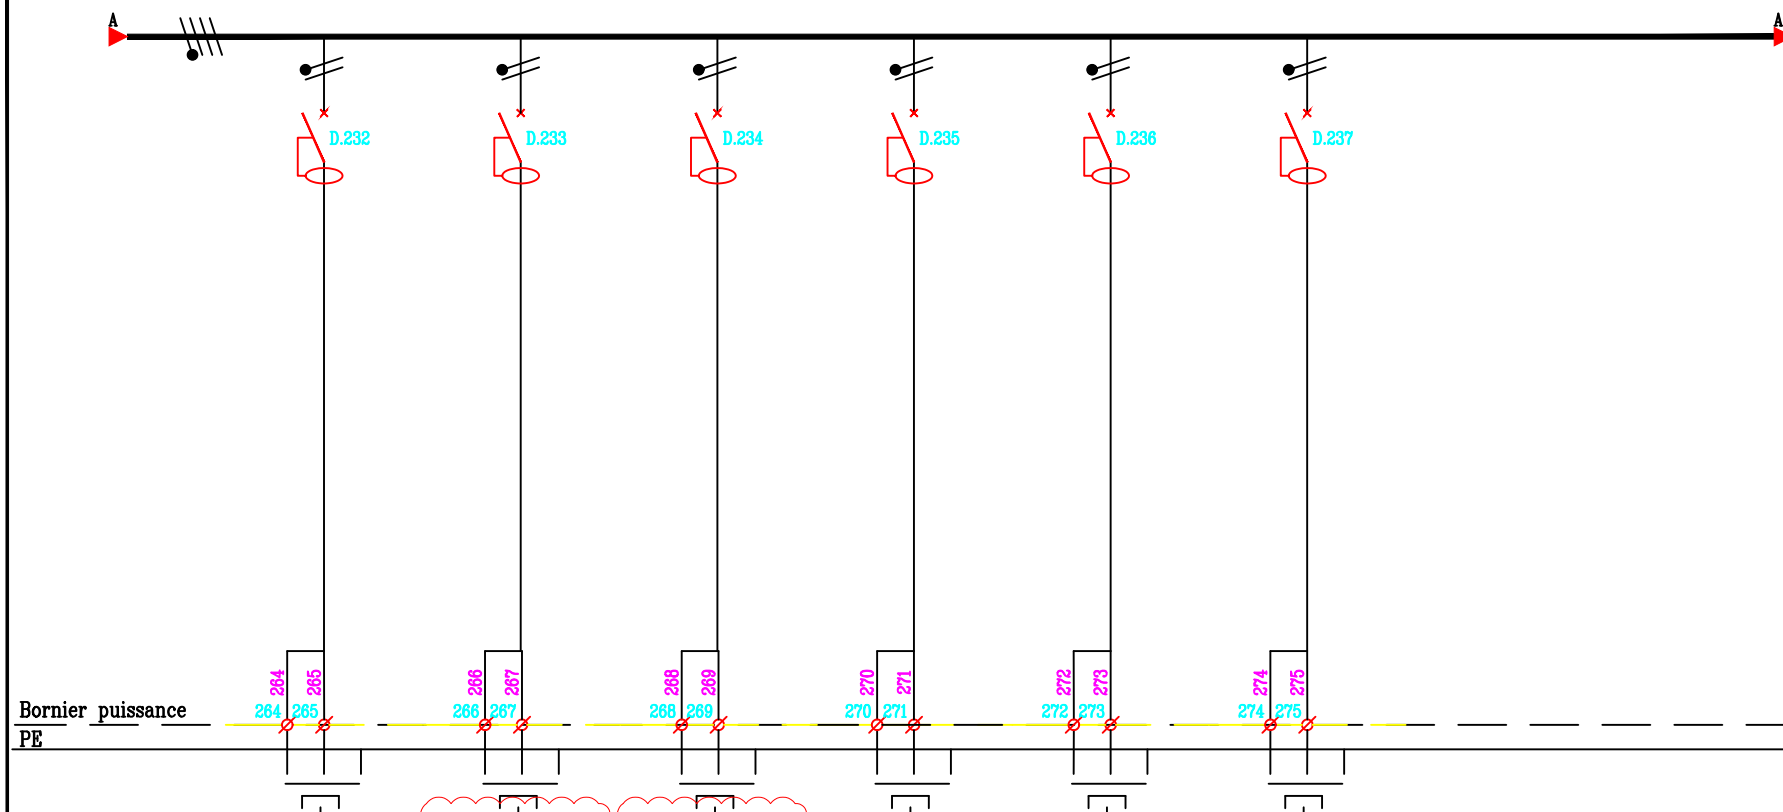 A A
D.232 D.233 D.234 D.235 D.236 D.237
264 265 266 267 268 269 270 271 272 273 274 275
Bornier puissance 264 265 266 267 268 269 270 271 272 273 274 275
PE